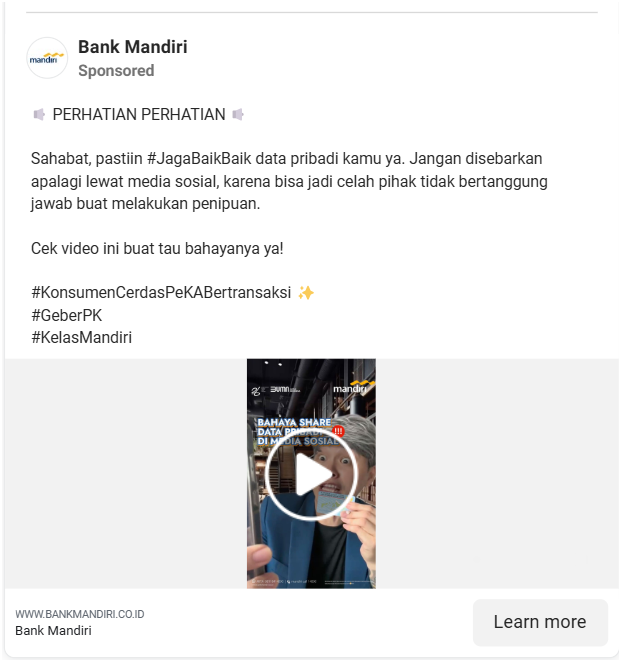 mandiri
Bank Mandiri
Sponsored
PERHATIAN PERHATIAN
Sahabat, pastiin #JagaBaikBaik data pribadi kamu ya. Jangan disebarkan
apalagi lewat media sosial, karena bisa jadi celah pihak tidak bertanggung
jawab buat melakukan penipuan.
Cek video ini buat tau bahayanya ya!
#KonsumenCerdasPeKABertransaksi ✨
#GeberPK
#KelasMandiri
BUMN
mandiri
BAHAYA SHARE
DATA PRIBADI !!!
DI MEDIA SOSIAL
WWW.BANKMANDIRI.CO.ID
Bank Mandiri
Learn more